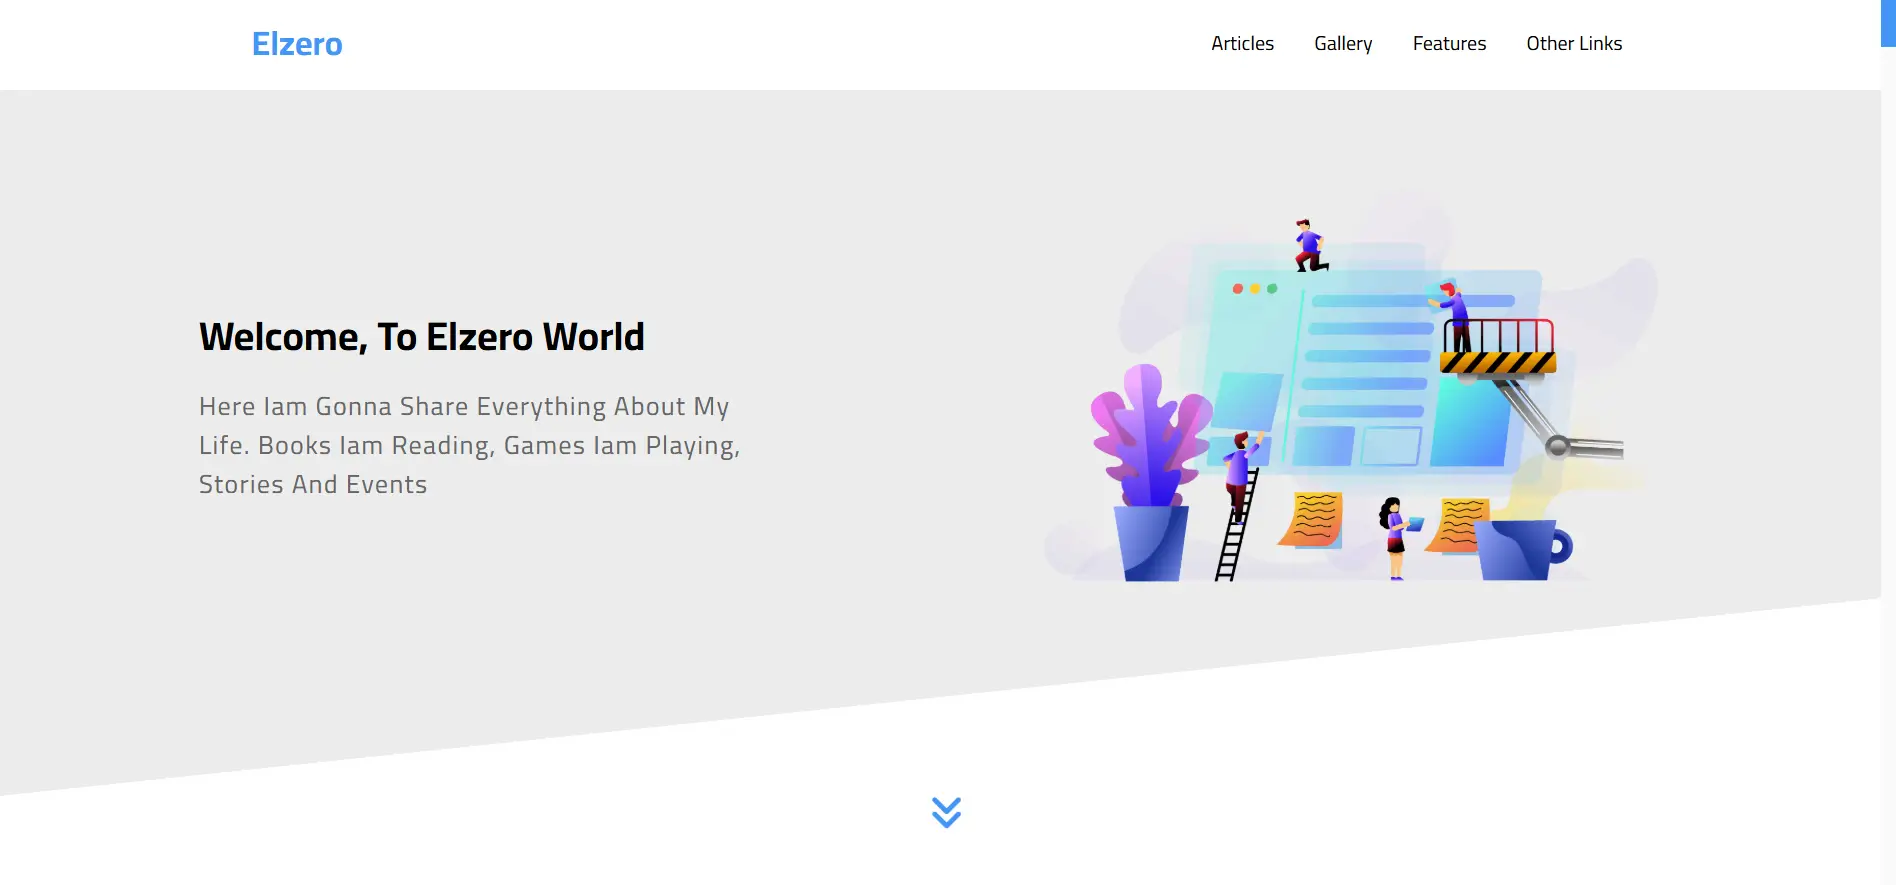 Elzero
Articles Gallery Features Other Links
Welcome, To Elzero World
Here Iam Gonna Share Everything About My
Life. Books Iam Reading, Games Iam Playing,
Stories And Events